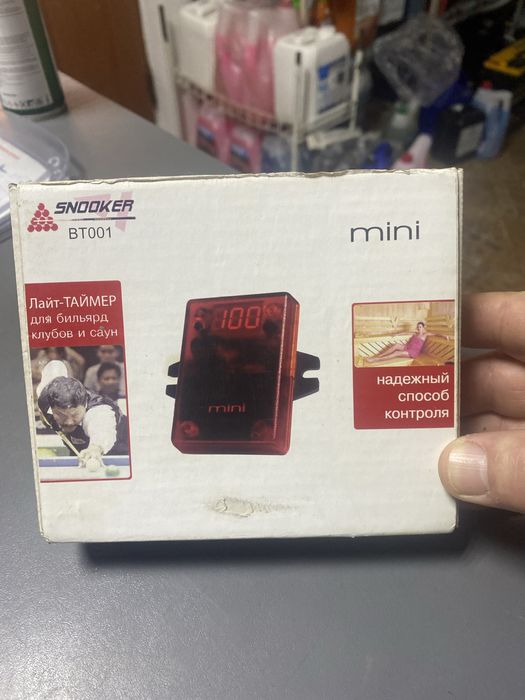 SNOOKER
BT001
mini
Лайт-ТАЙМЕР
для бильярд
клубов и саун
100
mini
надежный
способ
контроля